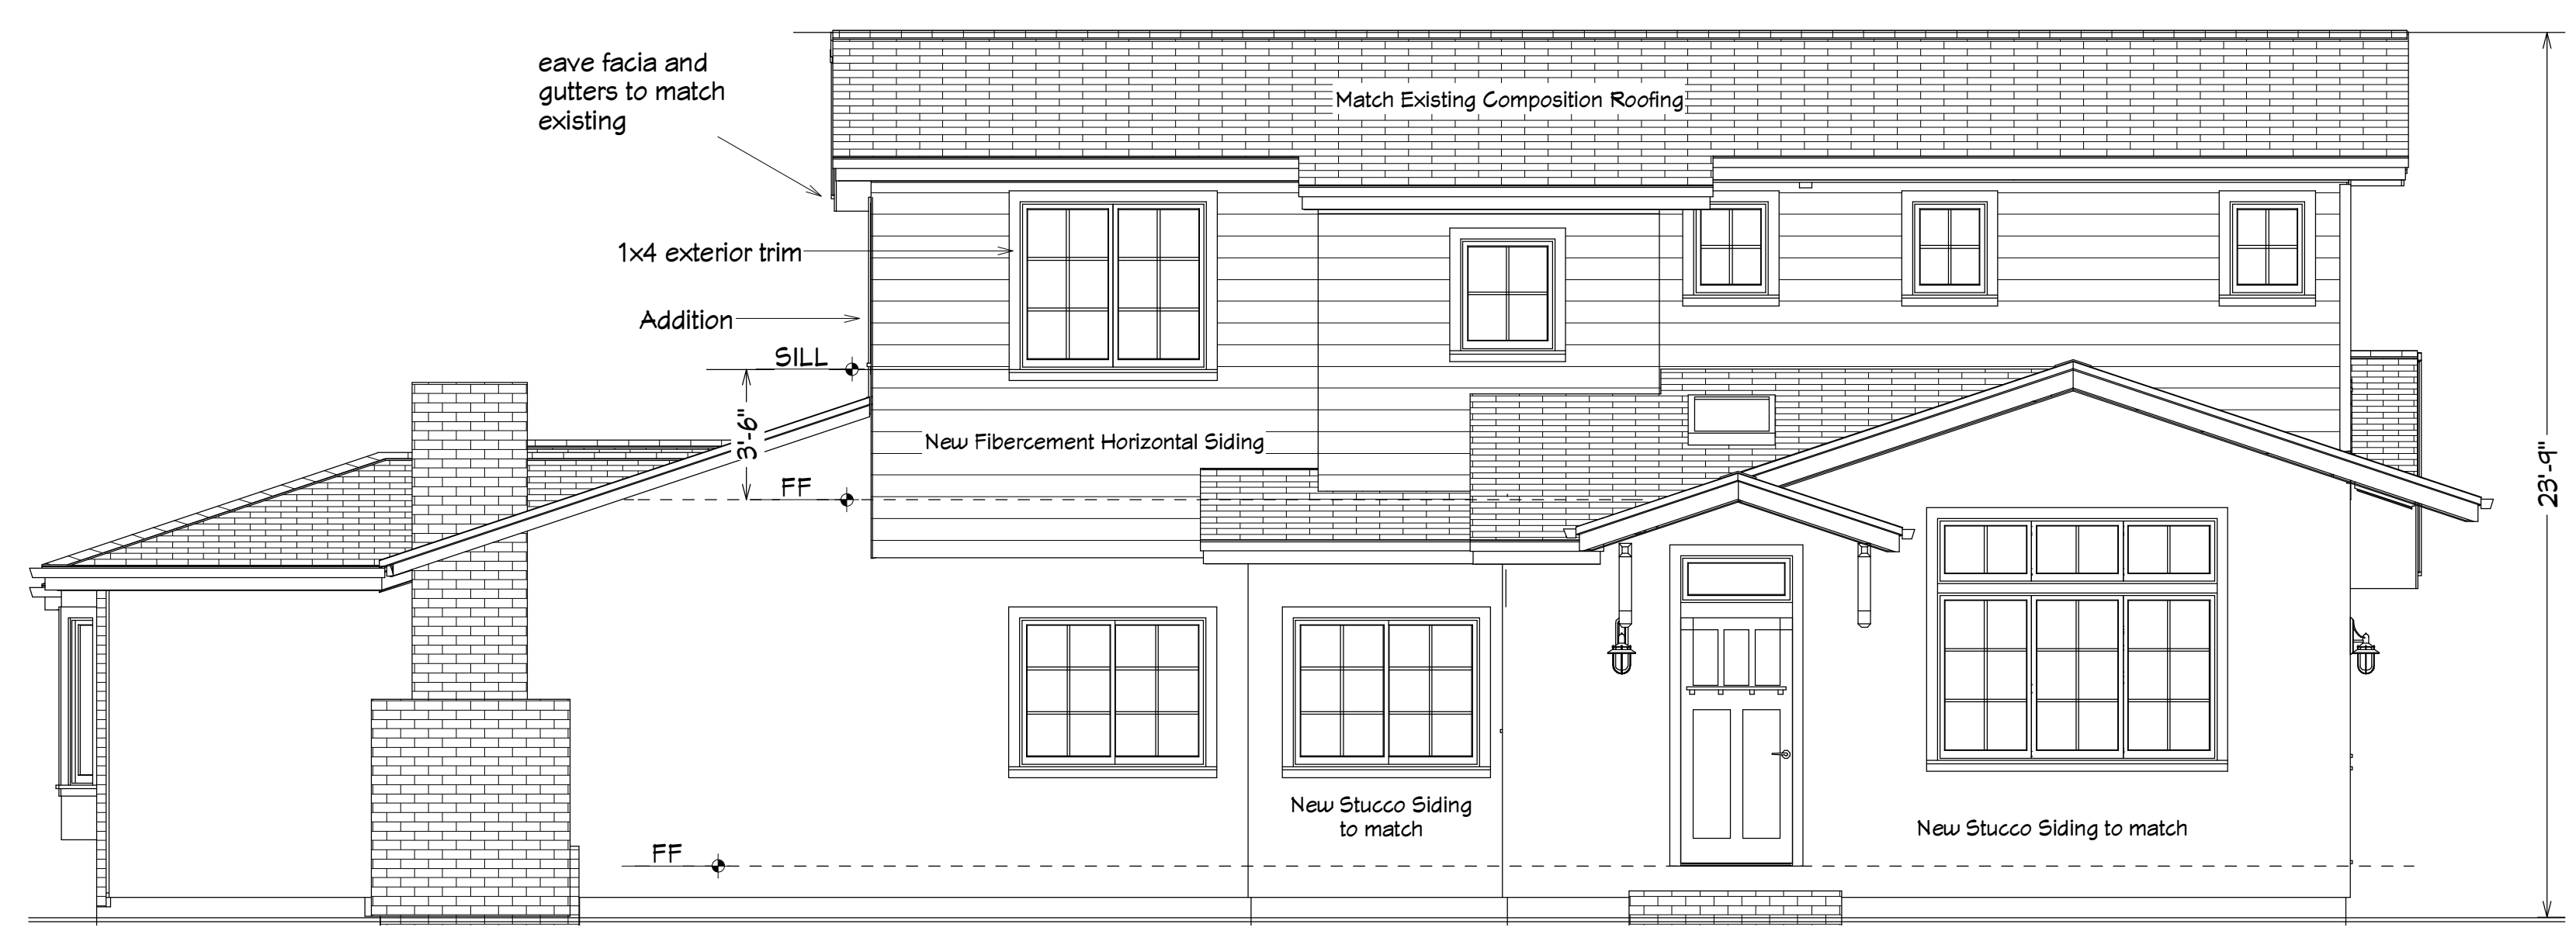 eave facia and
gutters to match
existing
Match Existing Composition Roofing
1x4 exterior trim
Addition
SILL
3'-6"
New Fibercement Horizontal Siding
FF
23'-9"
New Stucco Siding
to match
New Stucco Siding to match
FF